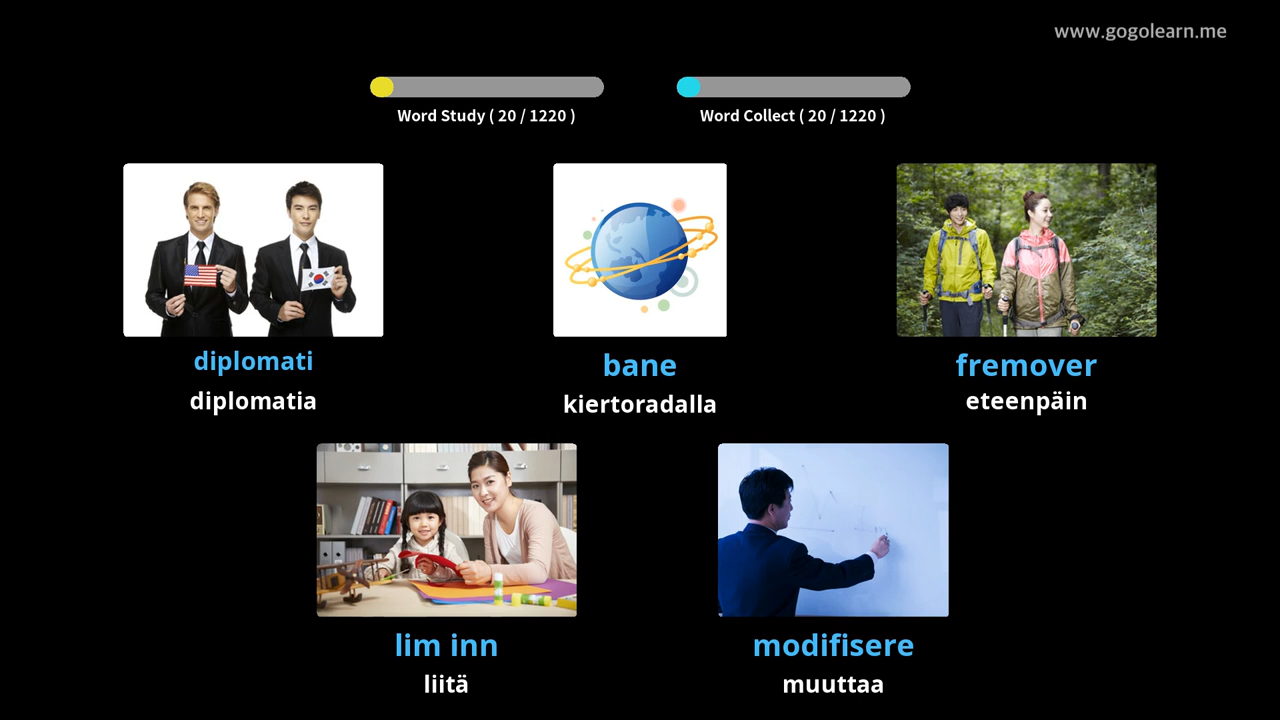 www.gogolearn.me
Word Study ( 20 / 1220 )
Word Collect ( 20 / 1220 )
diplomati
diplomatia
bane
kiertoradalla
fremover
eteenpäin
lim inn
liitä
modifisere
muuttaa